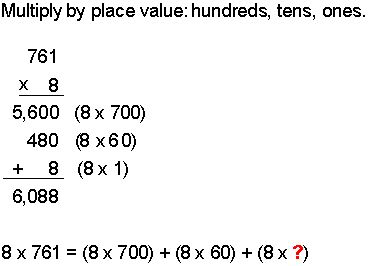 Multiply by place value: hundreds, tens, ones.
761
x 8
5,600 (8 x 700)
480 (8 x 60)
+ 8 (8 x 1)
6,088
8 x 761 = (8 x 700) + (8 x 60) + (8 x ?)